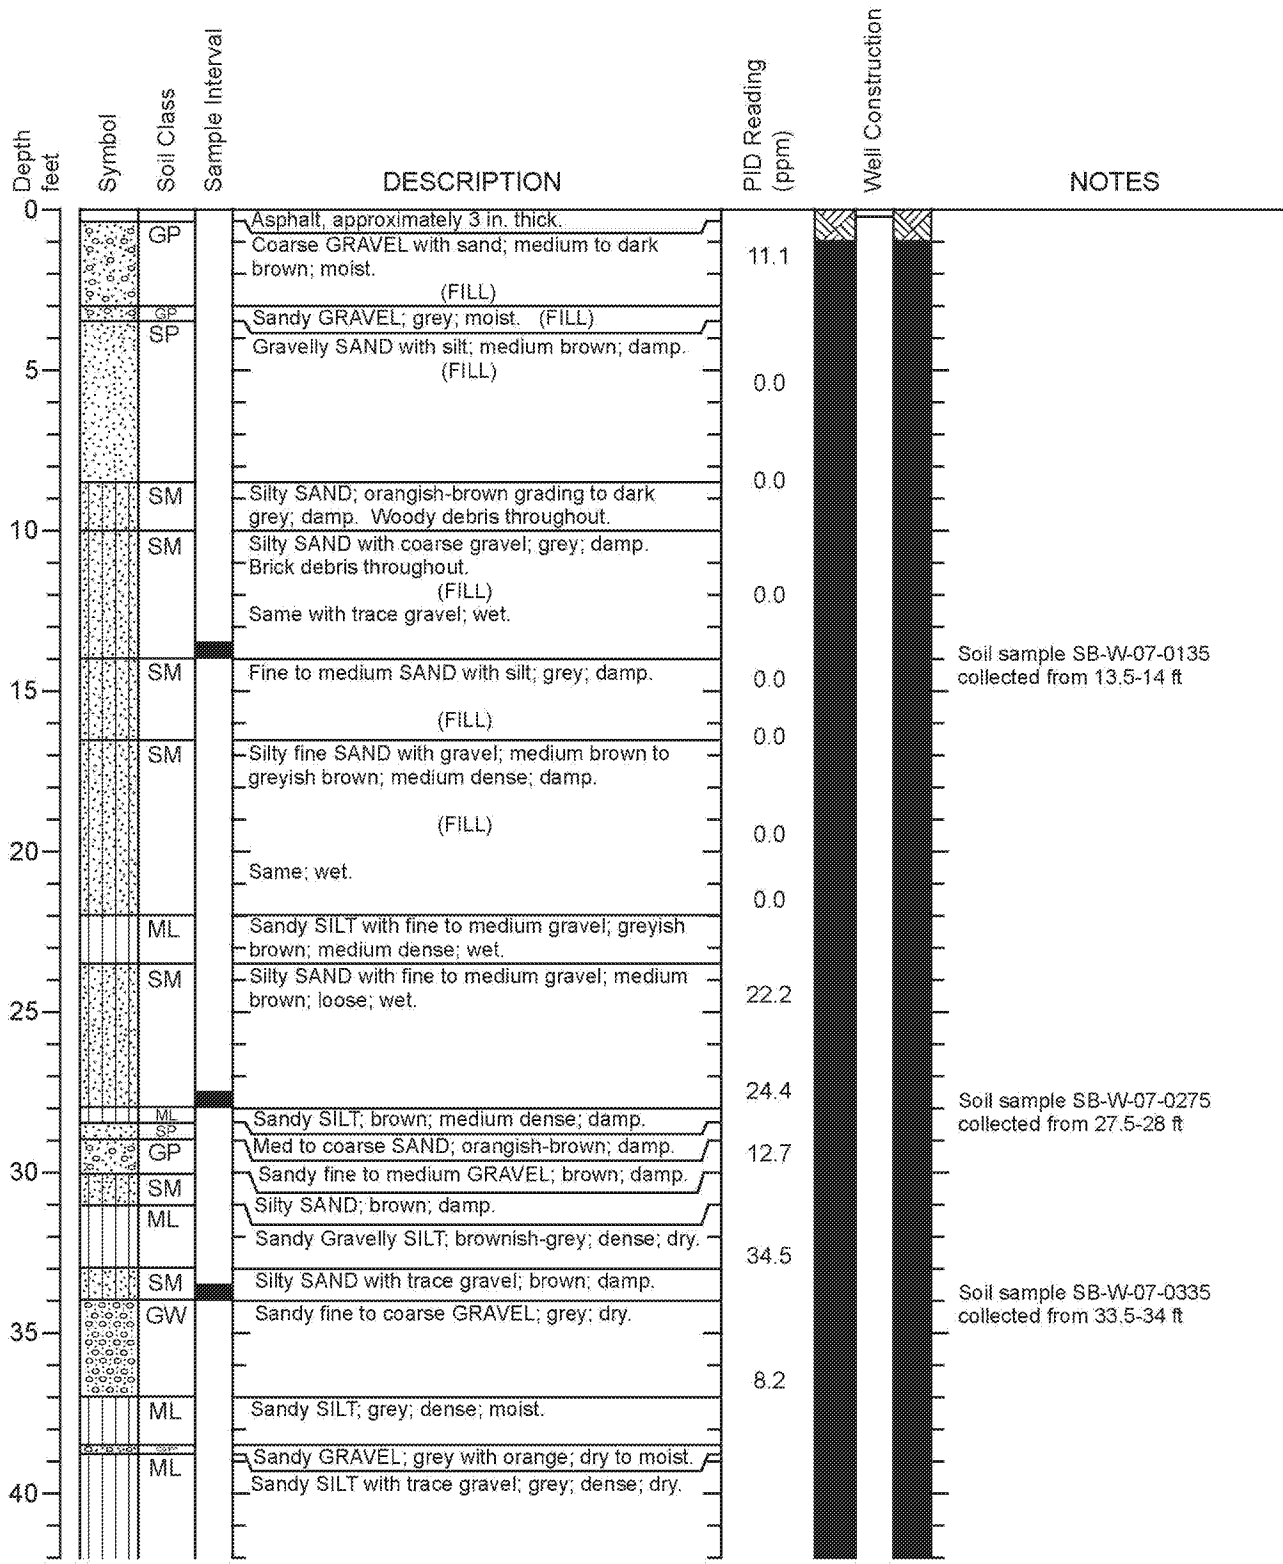 Depth
feet
Symbol
Soil Class
Sample Interval
DESCRIPTION
PID Reading
(ppm)
Well Construction
NOTES
0
Asphalt, approximately 3 in. thick.
GP
Coarse GRAVEL with sand; medium to dark
brown; moist.
11.1
(FILL)
GP
Sandy GRAVEL; grey; moist. (FILL)
SP
Gravelly SAND with silt; medium brown; damp.
(FILL)
5
0.0
0.0
SM
Silty SAND; orangish-brown grading to dark
grey; damp. Woody debris throughout.
10
SM
Silty SAND with coarse gravel; grey; damp.
Brick debris throughout.
(FILL)
0.0
Same with trace gravel; wet.
Soil sample SB-W-07-0135
collected from 13.5-14 ft
SM
Fine to medium SAND with silt; grey; damp.
0.0
15
(FILL)
0.0
SM
Silty fine SAND with gravel; medium brown to
greyish brown; medium dense; damp.
(FILL)
0.0
20
Same; wet.
0.0
ML
Sandy SILT with fine to medium gravel; greyish
brown; medium dense; wet.
SM
Silty SAND with fine to medium gravel; medium
brown; loose; wet.
22.2
25
24.4
Soil sample SB-W-07-0275
collected from 27.5-28 ft
ML
Sandy SILT; brown; medium dense; damp.
SP
Med to coarse SAND; orangish-brown; damp.
GP
12.7
30
Sandy fine to medium GRAVEL; brown; damp.
SM
Silty SAND; brown; damp.
ML
Sandy Gravelly SILT; brownish-grey; dense; dry.
34.5
SM
Silty SAND with trace gravel; brown; damp.
Soil sample SB-W-07-0335
collected from 33.5-34 ft
GW
Sandy fine to coarse GRAVEL; grey; dry.
35
8.2
ML
Sandy SILT; grey; dense; moist.
Sandy GRAVEL; grey with orange; dry to moist.
ML
Sandy SILT with trace gravel; grey; dense; dry.
40